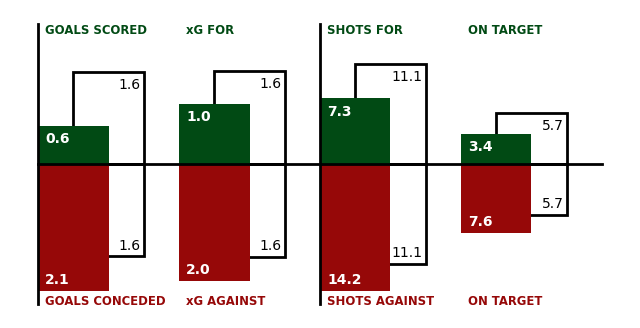 GOALS SCORED xG FOR SHOTS FOR ON TARGET
1.6 1.6 11.1 5.7
0.6 1.0 7.3 3.4
1.6 1.6 11.1 5.7
2.1 2.0 14.2 7.6
GOALS CONCEDED xG AGAINST SHOTS AGAINST ON TARGET